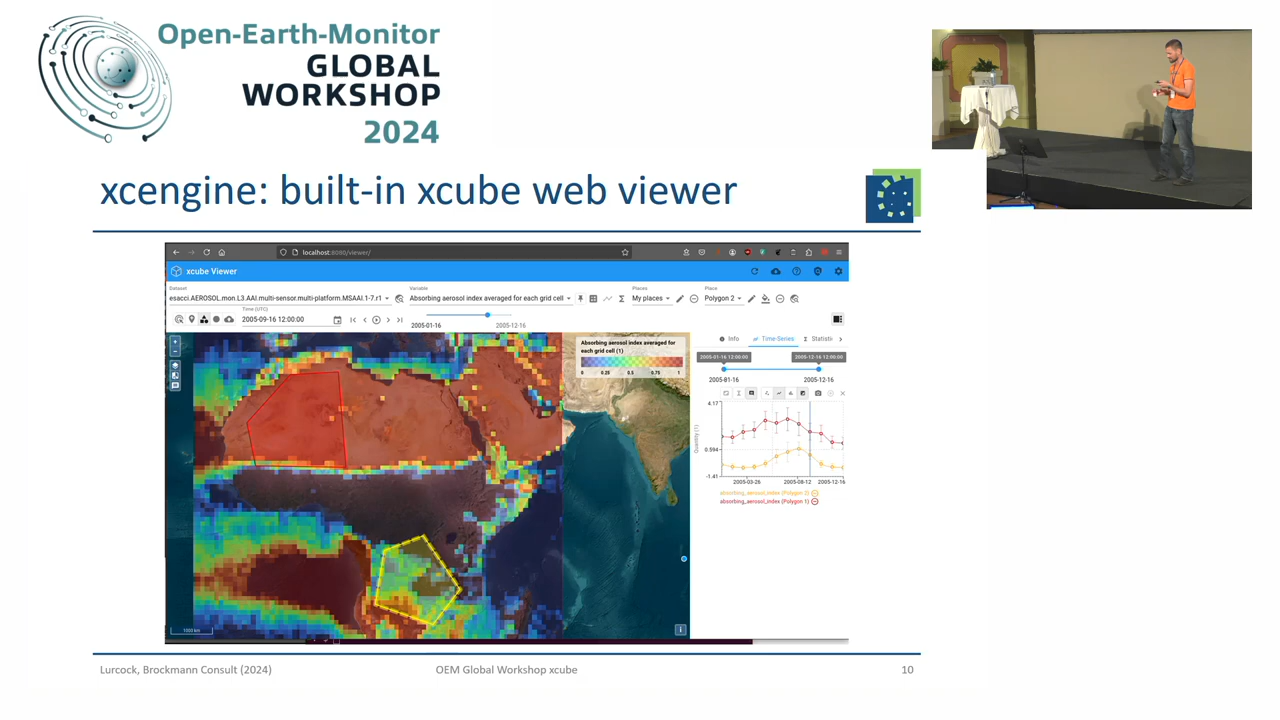 Open-Earth-Monitor
GLOBAL
WORKSHOP
2024
xcengine: built-in xcube web viewer
localhost:8080/viewer/
xcube Viewer
Dataset
esacci.AEROSOL.mon.L3.AAI.multi-sensor.multi-platform.MSAAI.1-7.r1
Variable
Absorbing aerosol index averaged for each grid cell
Places
My places
Place
Polygon 2
Time (UTC)
2005-09-16 12:00:00
2005-01-16
2005-12-16
Absorbing aerosol index averaged for
each grid cell (1)
0 0.25 0.5 0.75 1
Info
Time-Series
Statistic
2005-01-16 12:00:00
2005-12-16 12:00:00
2005-01-16
2005-12-16
4.17
0.594
-1.41
Quantity (1)
2005-03-26 2005-08-12 2005-12-16
absorbing_aerosol_index (Polygon 2)
absorbing_aerosol_index (Polygon 1)
1000 km
Lurcock, Brockmann Consult (2024)
OEM Global Workshop xcube
10